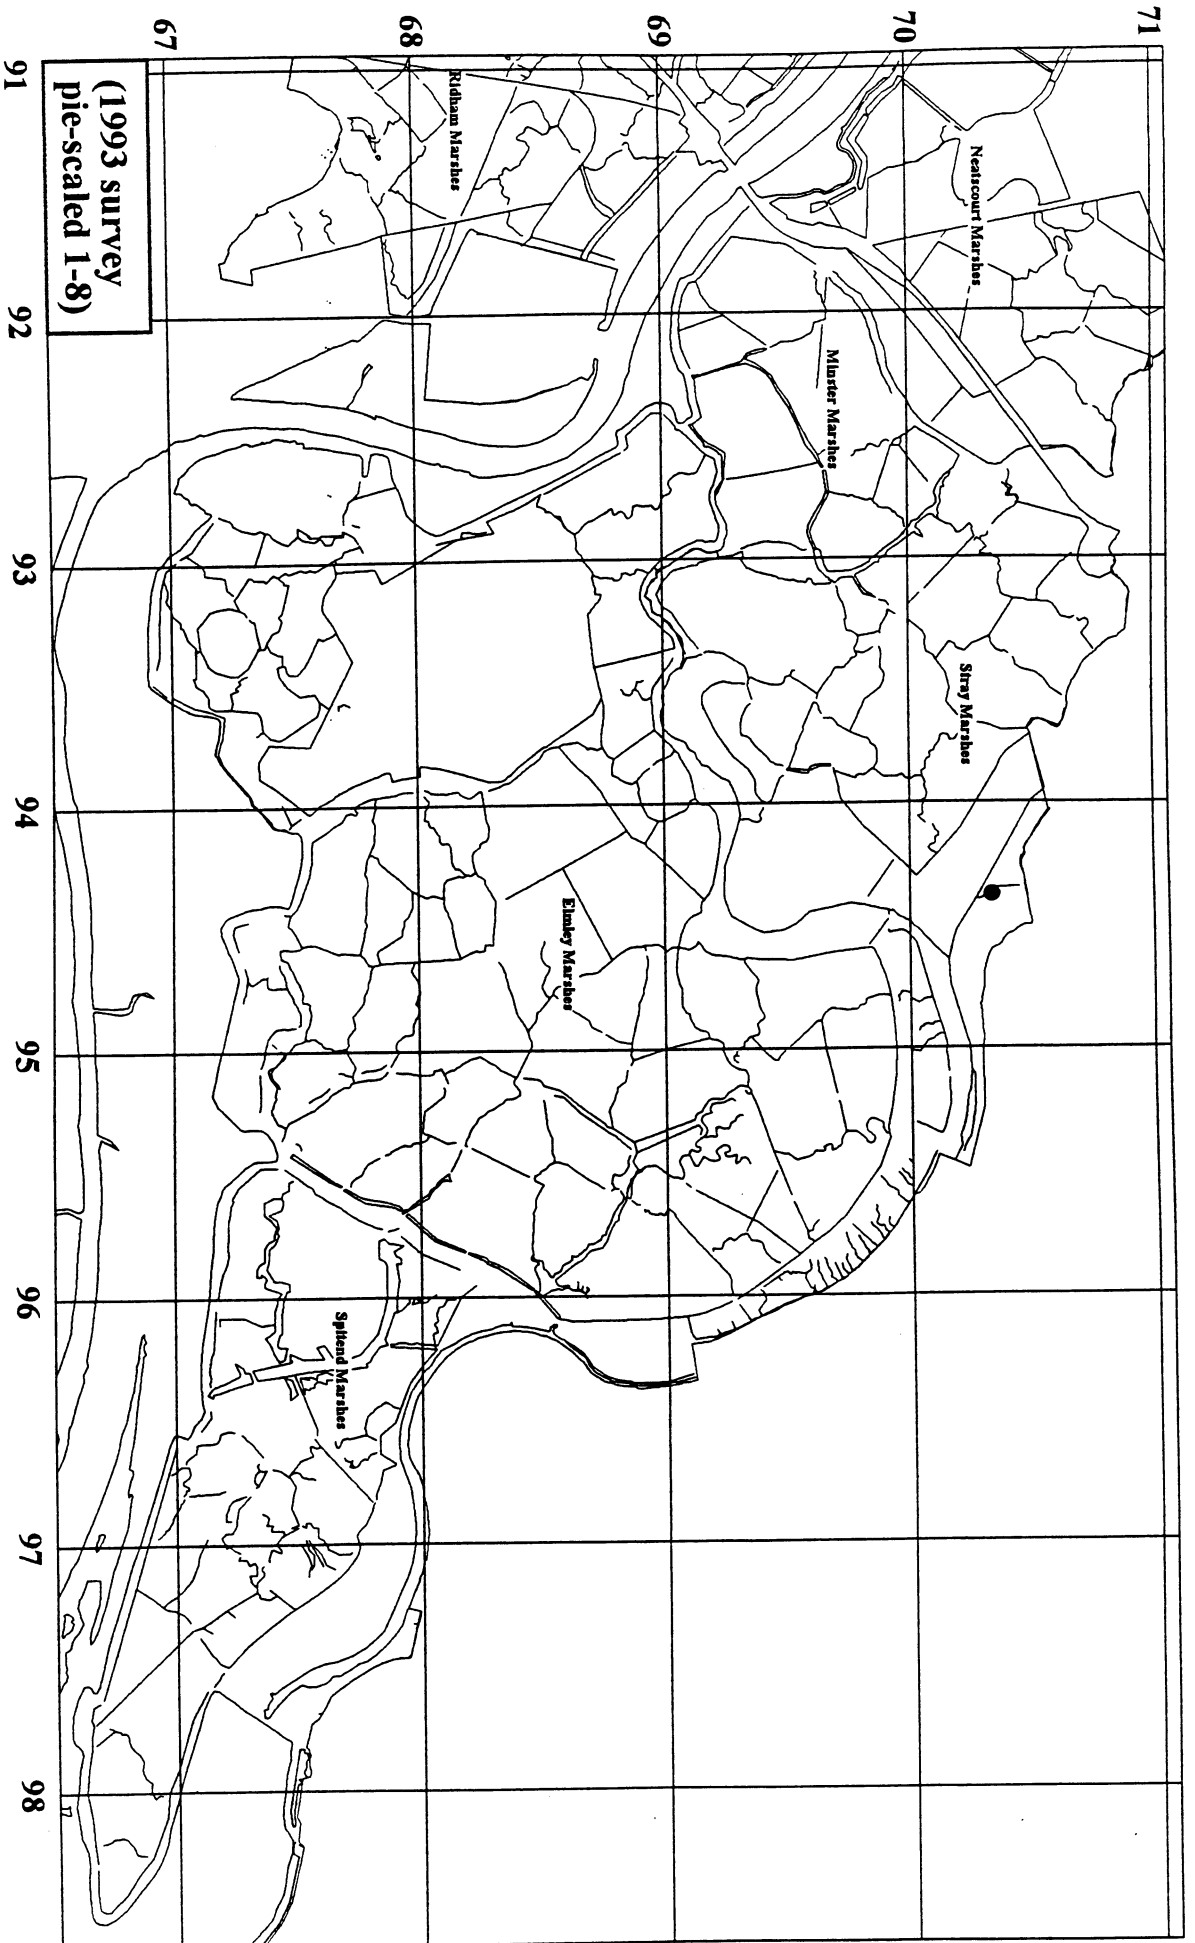 71
70
69
68
67
Neatscourt Marshes
Ridham Marshes
Minster Marshes
Stray Marshes
Elmley Marshes
Spitend Marshes
91
92
93
94
95
96
97
98
(1993 survey
pie-scaled 1-8)